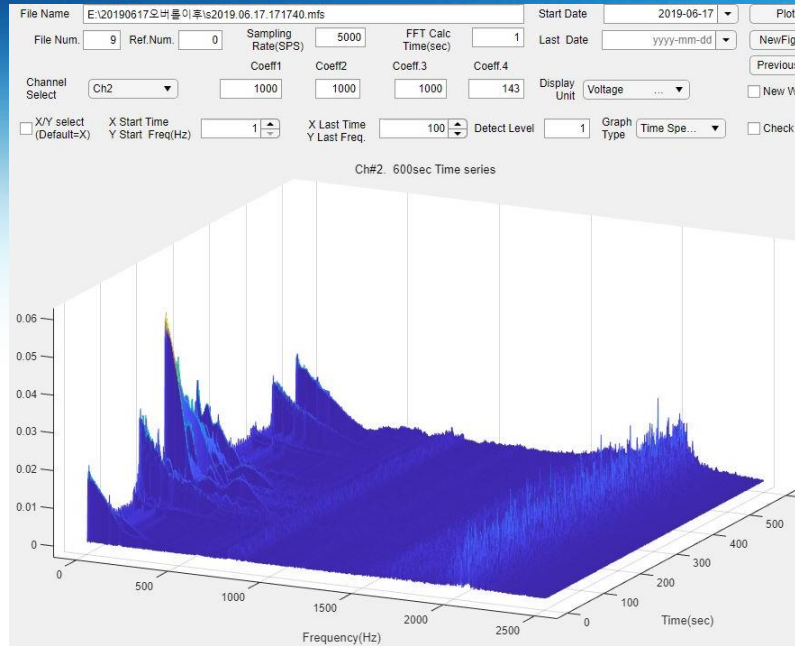 File Name E:\20190617오버롤이후\s2019.06.17.171740.mfs Start Date 2019-06-17 Plot
File Num. 9 Ref.Num. 0 Sampling Rate(SPS) 5000 FFT Calc Time(sec) 1 Last Date yyyy-mm-dd NewFig
Coeff1 Coeff2 Coeff.3 Coeff.4 Previous
Channel Select Ch2 1000 1000 1000 143 Display Unit Voltage ... New W
X/Y select (Default=X) X Start Time Y Start Freq(Hz) 1 X Last Time Y Last Freq. 100 Detect Level 1 Graph Type Time Spe... Check
Ch#2. 600sec Time series
0.06
0.05
0.04
0.03
0.02
0.01
0
0
500
1000
1500
2000
2500
Frequency(Hz)
0
100
200
300
400
500
Time(sec)